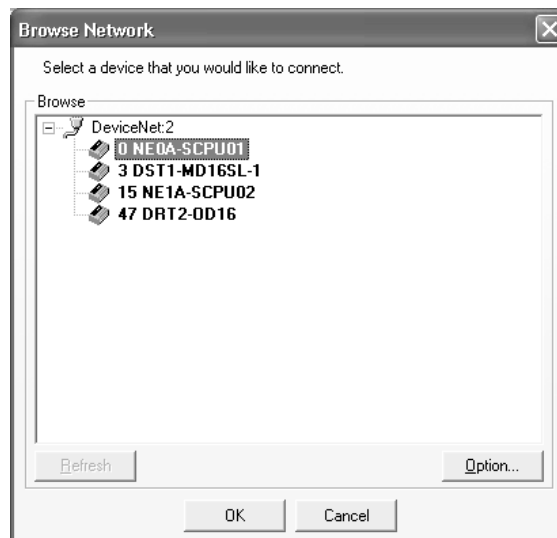 Browse Network
Select a device that you would like to connect.
Browse
DeviceNet:2
0 NE0A-SCPU01
3 DST1-MD16SL-1
15 NE1A-SCPU02
47 DRT2-OD16
Refresh
Option...
OK
Cancel